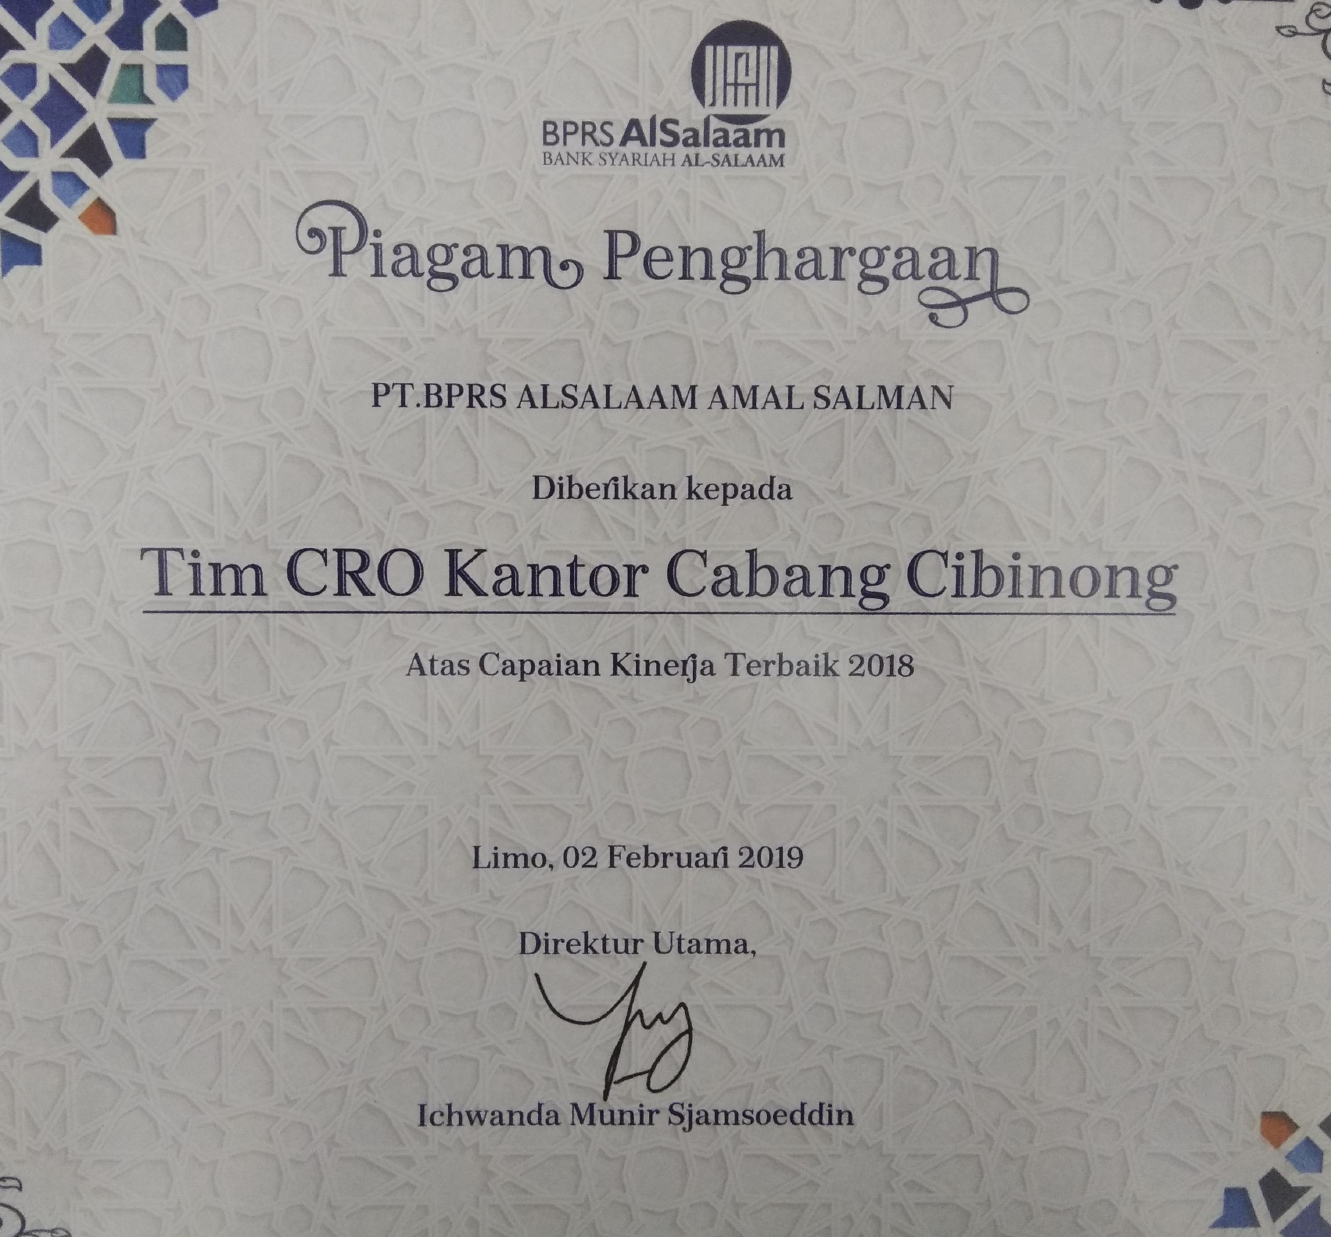 BPRS AlSalaam
BANK SYARIAH AL-SALAAM
Piagam Penghargaan
PT.BPRS ALSALAAM AMAL SALMAN
Diberikan kepada
Tim CRO Kantor Cabang Cibinong
Atas Capaian Kinerja Terbaik 2018
Limo, 02 Februari 2019
Direktur Utama,
Ichwanda Munir Sjamsoeddin